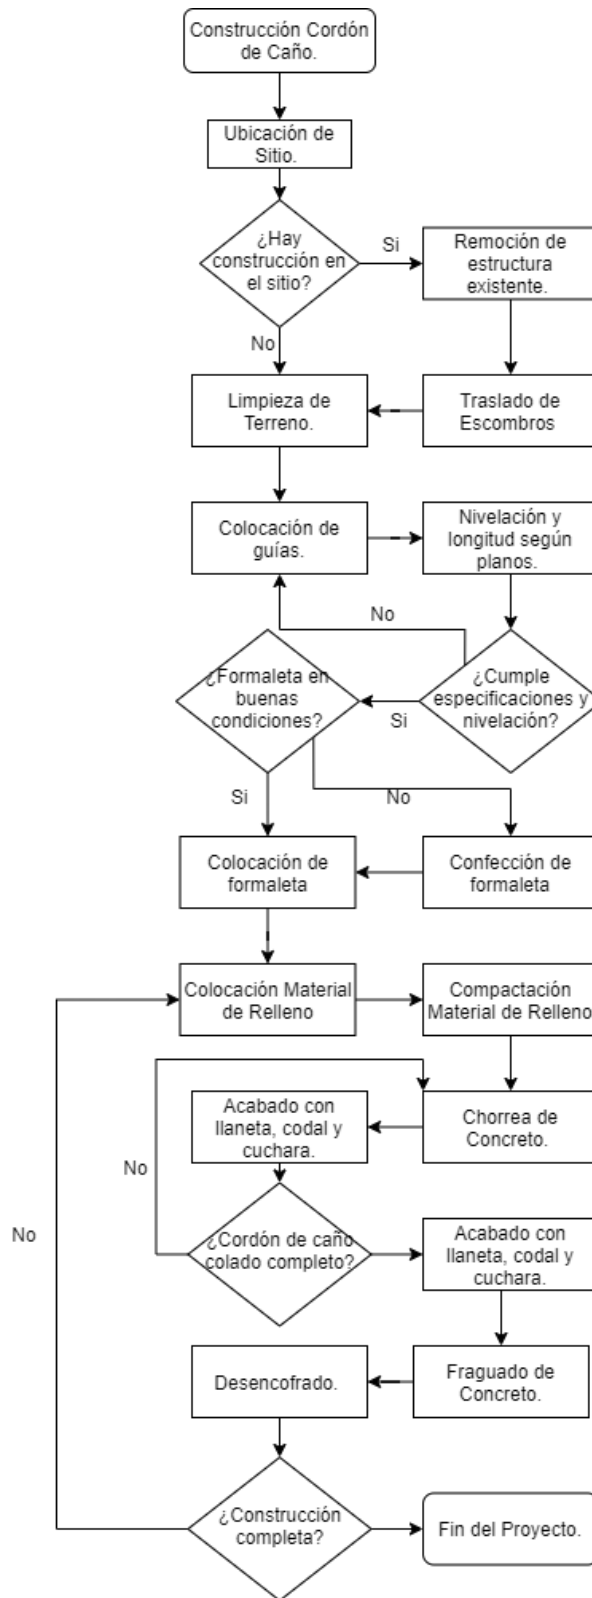 Construcción Cordón
de Caño.
Ubicación de
Sitio.
¿Hay
construcción en
el sitio?
Si
Remoción de
estructura
existente.
No
Limpieza de
Terreno.
Traslado de
Escombros
Colocación de
guías.
Nivelación y
longitud según
planos.
No
¿Formaleta en
buenas
condiciones?
Si
¿Cumple
especificaciones y
nivelación?
Si
No
Colocación de
formaleta
Confección de
formaleta
Colocación Material
de Relleno
Compactación
Material de Relleno
Acabado con
llaneta, codal y
cuchara.
Chorrea de
Concreto.
No
No
¿Cordón de caño
colado completo?
Acabado con
llaneta, codal y
cuchara.
Desencofrado.
Fraguado de
Concreto.
¿Construcción
completa?
Fin del Proyecto.